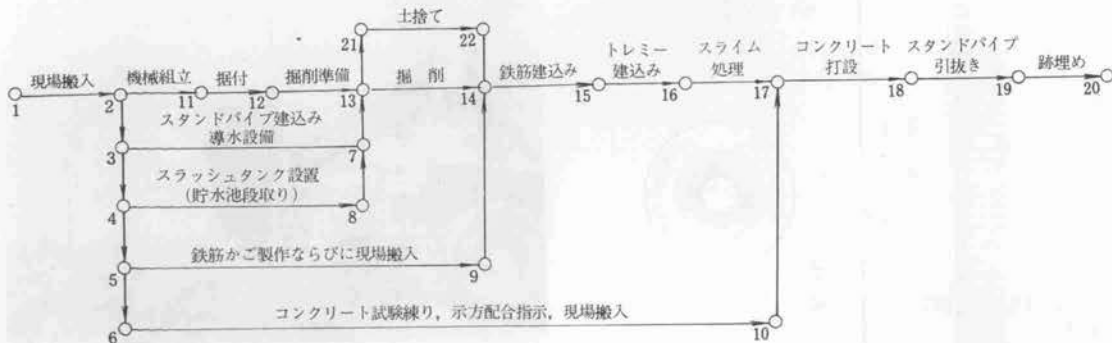 土捨て
21
22
現場搬入
機械組立
据付
掘削準備
掘削
鉄筋建込み
トレミー
建込み
スライム
処理
コンクリート
打設
スタンドパイプ
引抜き
跡埋め
1
2
11
12
13
14
15
16
17
18
19
20
スタンドパイプ建込み
導水設備
3
7
スラッシュタンク設置
(貯水池段取り)
4
8
鉄筋かご製作ならびに現場搬入
5
9
コンクリート試験練り,示方配合指示,現場搬入
6
10